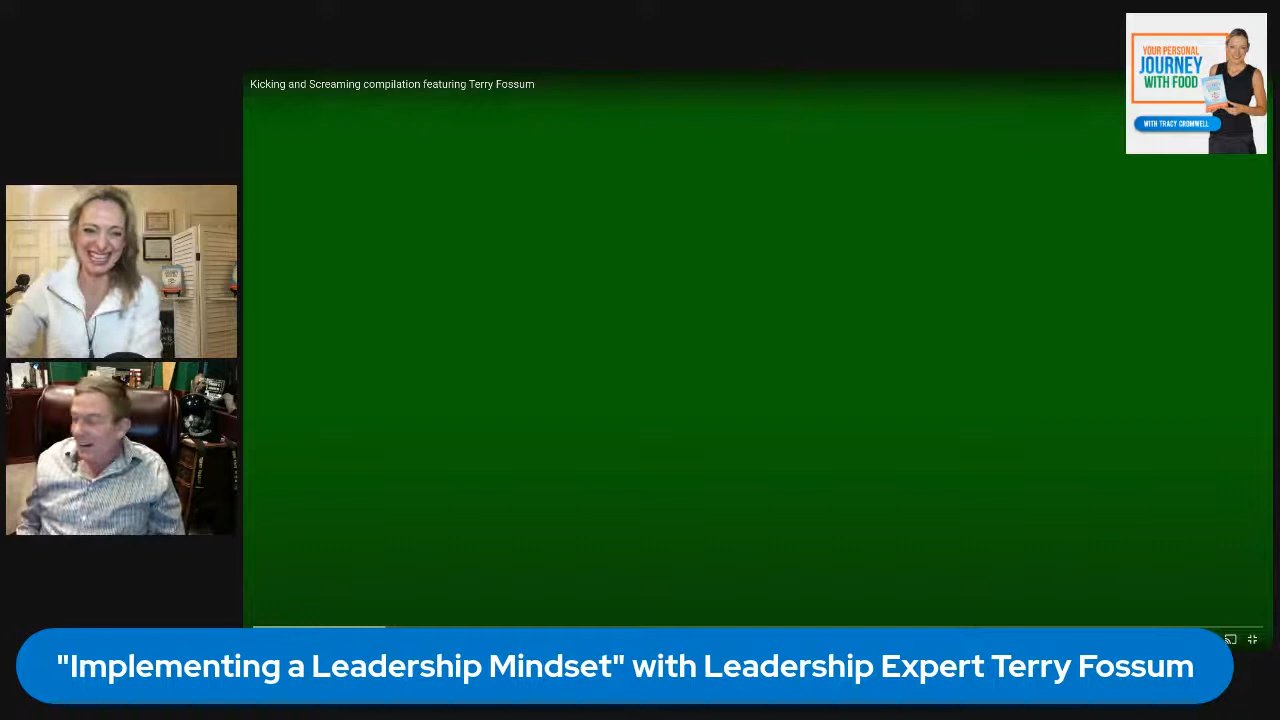 Kicking and Screaming compilation featuring Terry Fossum
YOUR PERSONAL
JOURNEY
WITH FOOD
WITH TRACY CROMWELL
"Implementing a Leadership Mindset" with Leadership Expert Terry Fossum